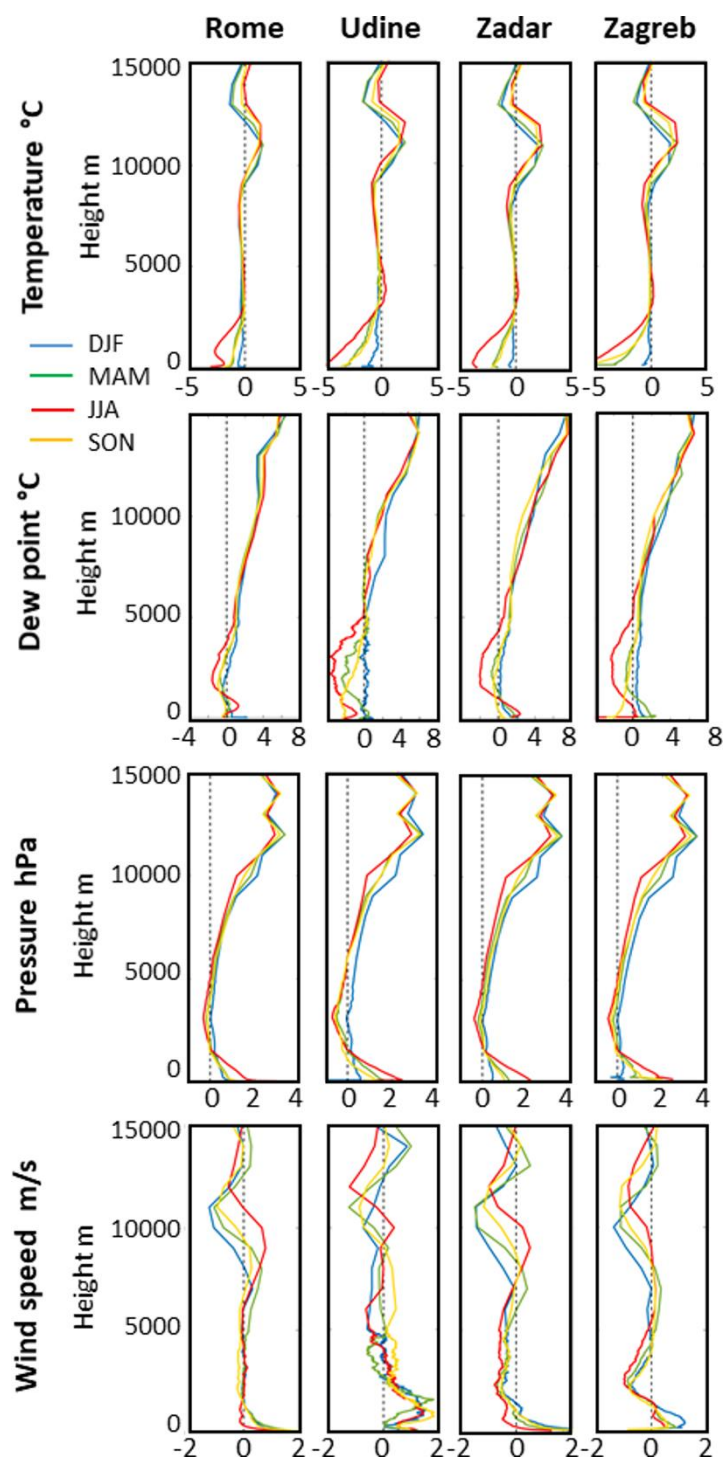 Rome Udine Zadar Zagreb
Temperature °C
Height m
15000
10000
5000
0
-5 0 5 -5 0 5 -5 0 5 -5 0 5
DJF
MAM
JJA
SON
Dew point °C
Height m
10000
5000
0
-4 0 4 8 0 4 8 0 4 8 0 4 8
Pressure hPa
Height m
15000
10000
5000
0
0 2 4 0 2 4 0 2 4 0 2 4
Wind speed m/s
Height m
15000
10000
5000
0
-2 0 2 -2 0 2 -2 0 2 -2 0 2